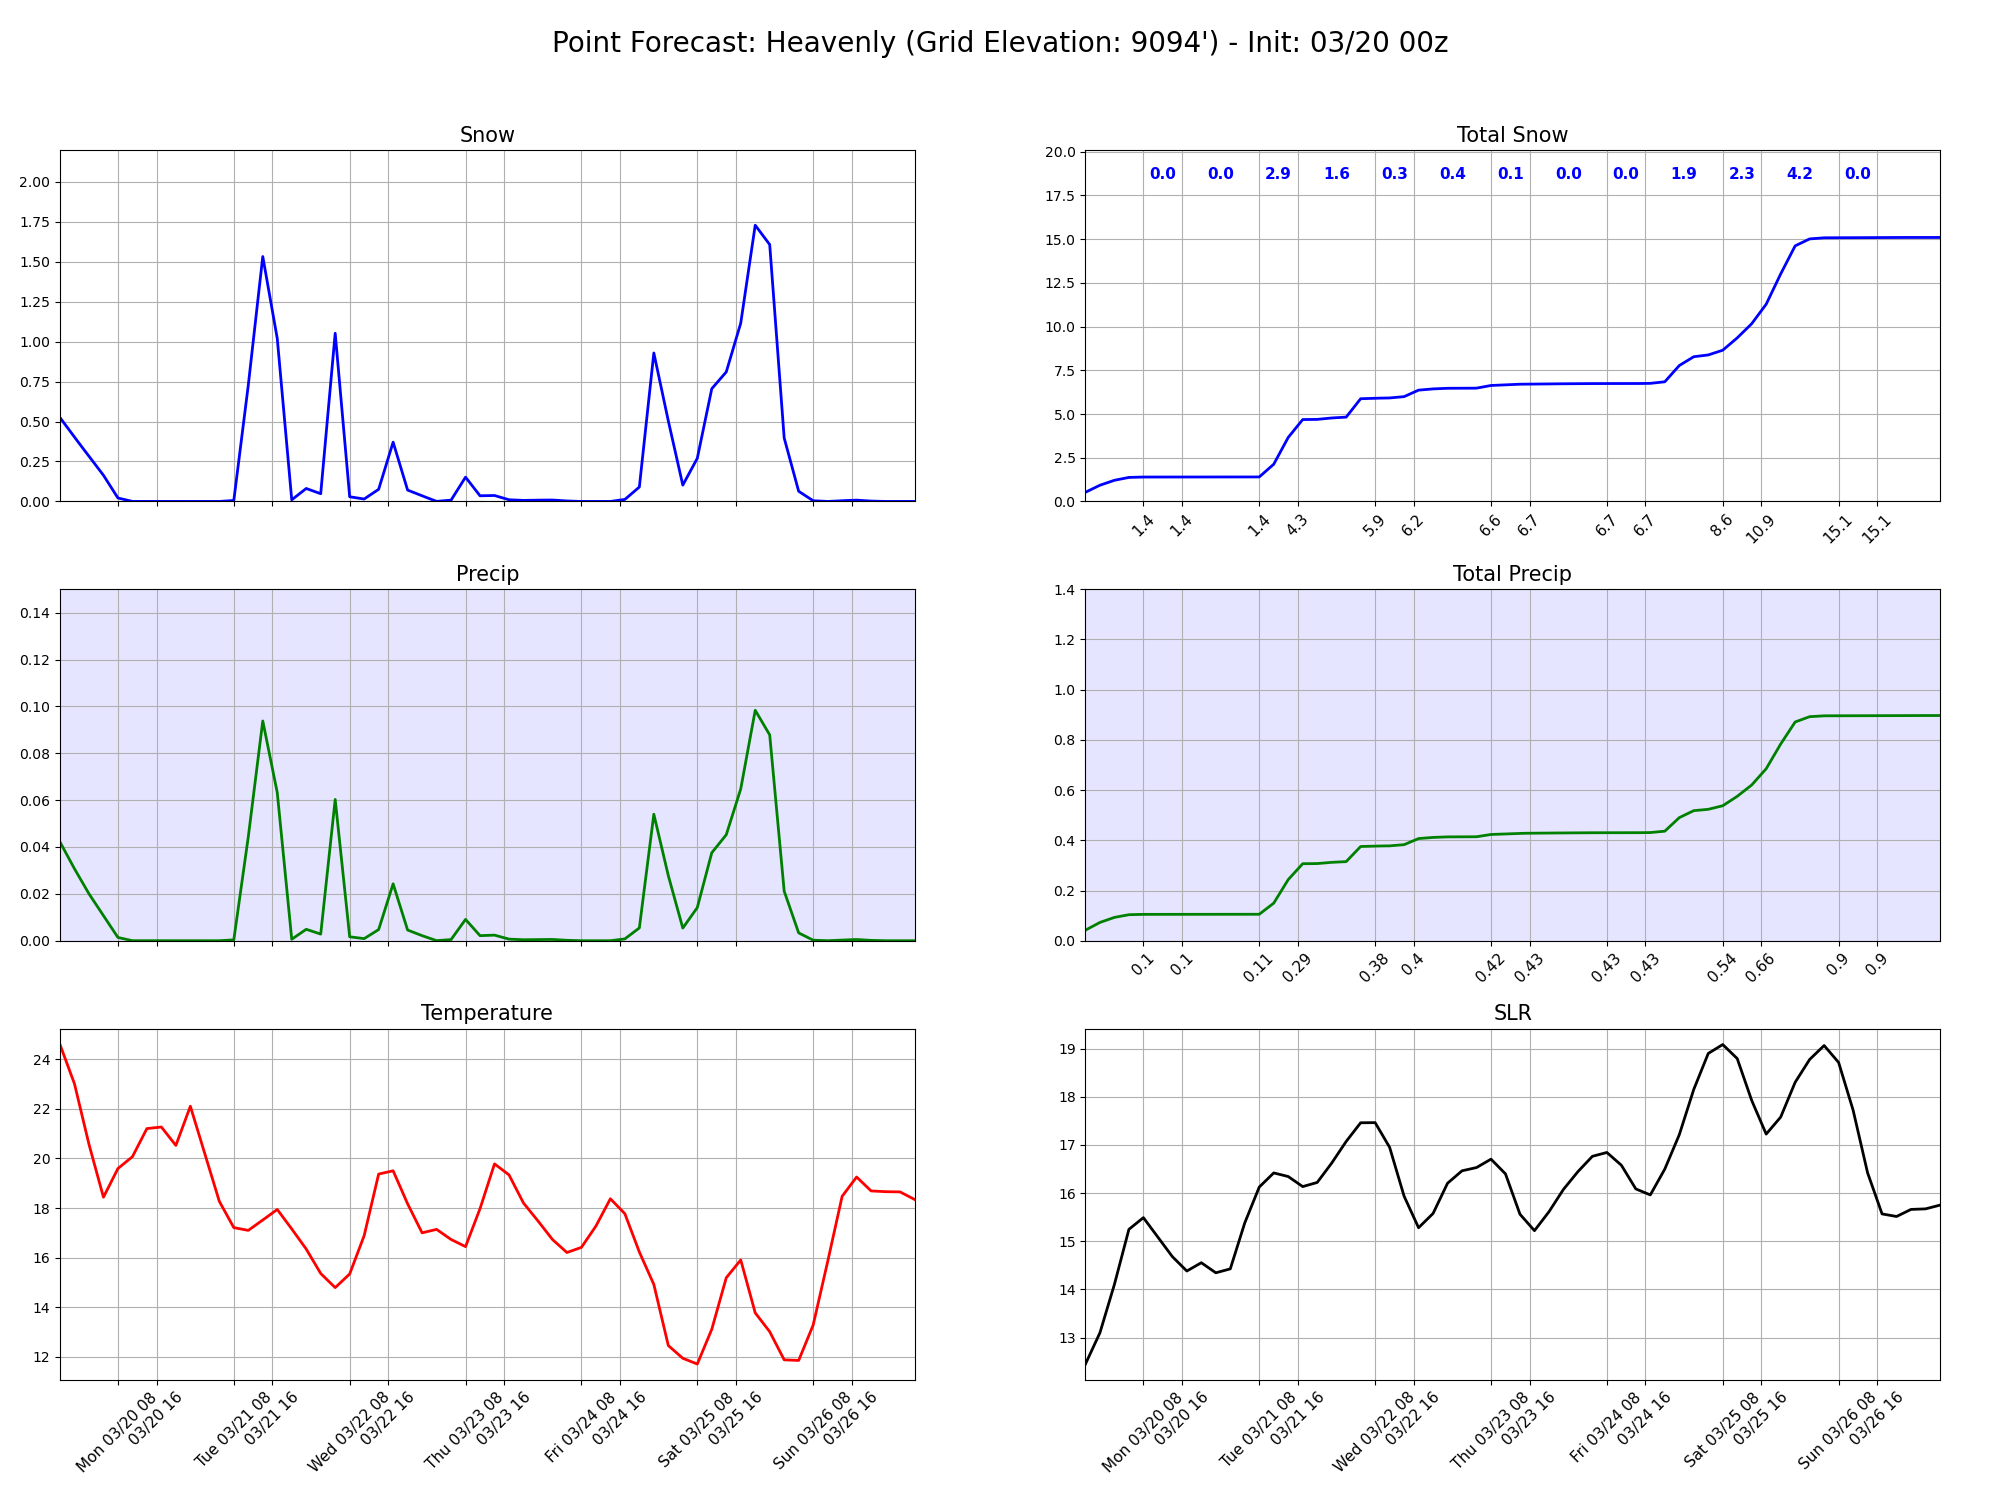 Point Forecast: Heavenly (Grid Elevation: 9094') - Init: 03/20 00z
Snow
2.00
1.75
1.50
1.25
1.00
0.75
0.50
0.25
0.00
Total Snow
20.0
17.5
15.0
12.5
10.0
7.5
5.0
2.5
0.0
0.0 0.0 2.9 1.6 0.3 0.4 0.1 0.0 0.0 1.9 2.3 4.2 0.0
1.4 1.4 1.4 4.3 5.9 6.2 6.6 6.7 6.7 6.7 8.6 10.9 15.1 15.1
Precip
0.14
0.12
0.10
0.08
0.06
0.04
0.02
0.00
Total Precip
1.4
1.2
1.0
0.8
0.6
0.4
0.2
0.0
0.1 0.1 0.11 0.29 0.38 0.4 0.42 0.43 0.43 0.43 0.54 0.66 0.9 0.9
Temperature
24
22
20
18
16
14
12
Mon 03/20 08
03/20 16
Tue 03/21 08
03/21 16
Wed 03/22 08
03/22 16
Thu 03/23 08
03/23 16
Fri 03/24 08
03/24 16
Sat 03/25 08
03/25 16
Sun 03/26 08
03/26 16
SLR
19
18
17
16
15
14
13
Mon 03/20 08
03/20 16
Tue 03/21 08
03/21 16
Wed 03/22 08
03/22 16
Thu 03/23 08
03/23 16
Fri 03/24 08
03/24 16
Sat 03/25 08
03/25 16
Sun 03/26 08
03/26 16